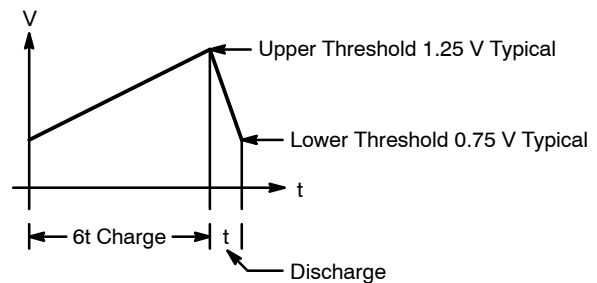 V
Upper Threshold 1.25 V Typical
Lower Threshold 0.75 V Typical
t
6t Charge
t
Discharge